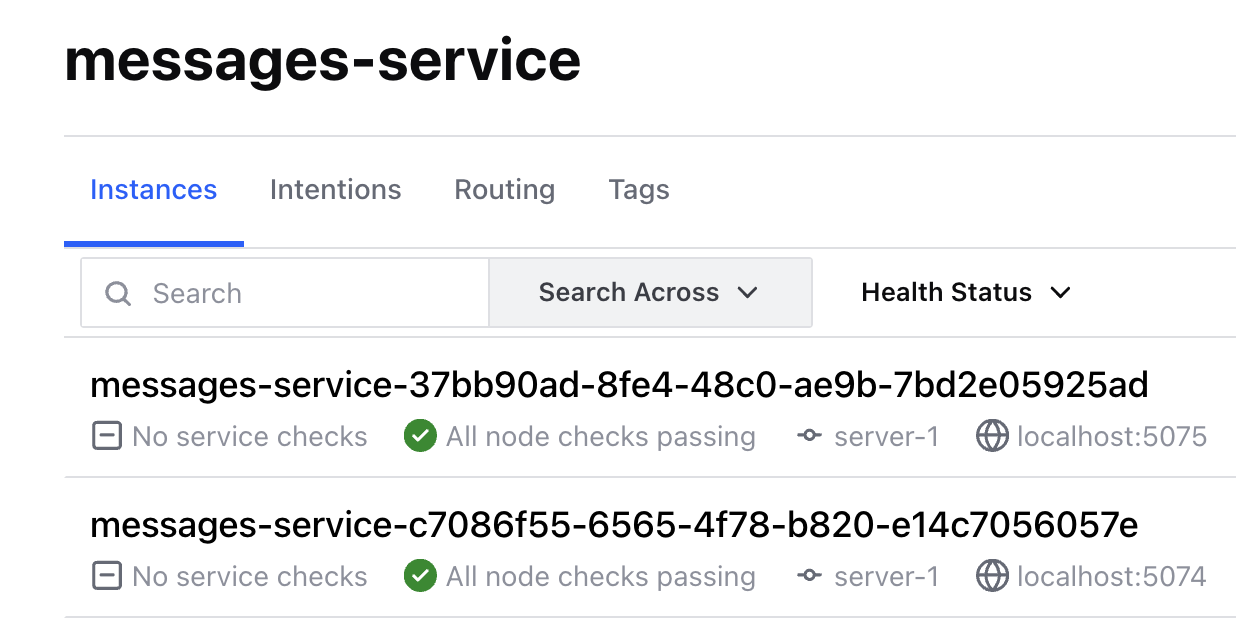 messages-service
Instances Intentions Routing Tags
Search Search Across Health Status
messages-service-37bb90ad-8fe4-48c0-ae9b-7bd2e05925ad
No service checks All node checks passing server-1 localhost:5075
messages-service-c7086f55-6565-4f78-b820-e14c7056057e
No service checks All node checks passing server-1 localhost:5074